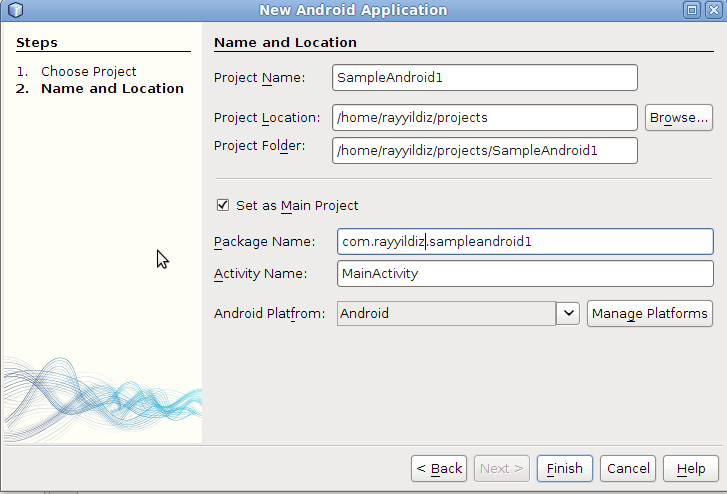 New Android Application
Steps
1. Choose Project
2. Name and Location
Name and Location
Project Name: SampleAndroid1
Project Location: /home/rayyildiz/projects Browse...
Project Folder: /home/rayyildiz/projects/SampleAndroid1
Set as Main Project
Package Name: com.rayyildiz.sampleandroid1
Activity Name: MainActivity
Android Platfrom: Android Manage Platforms
< Back Next > Finish Cancel Help